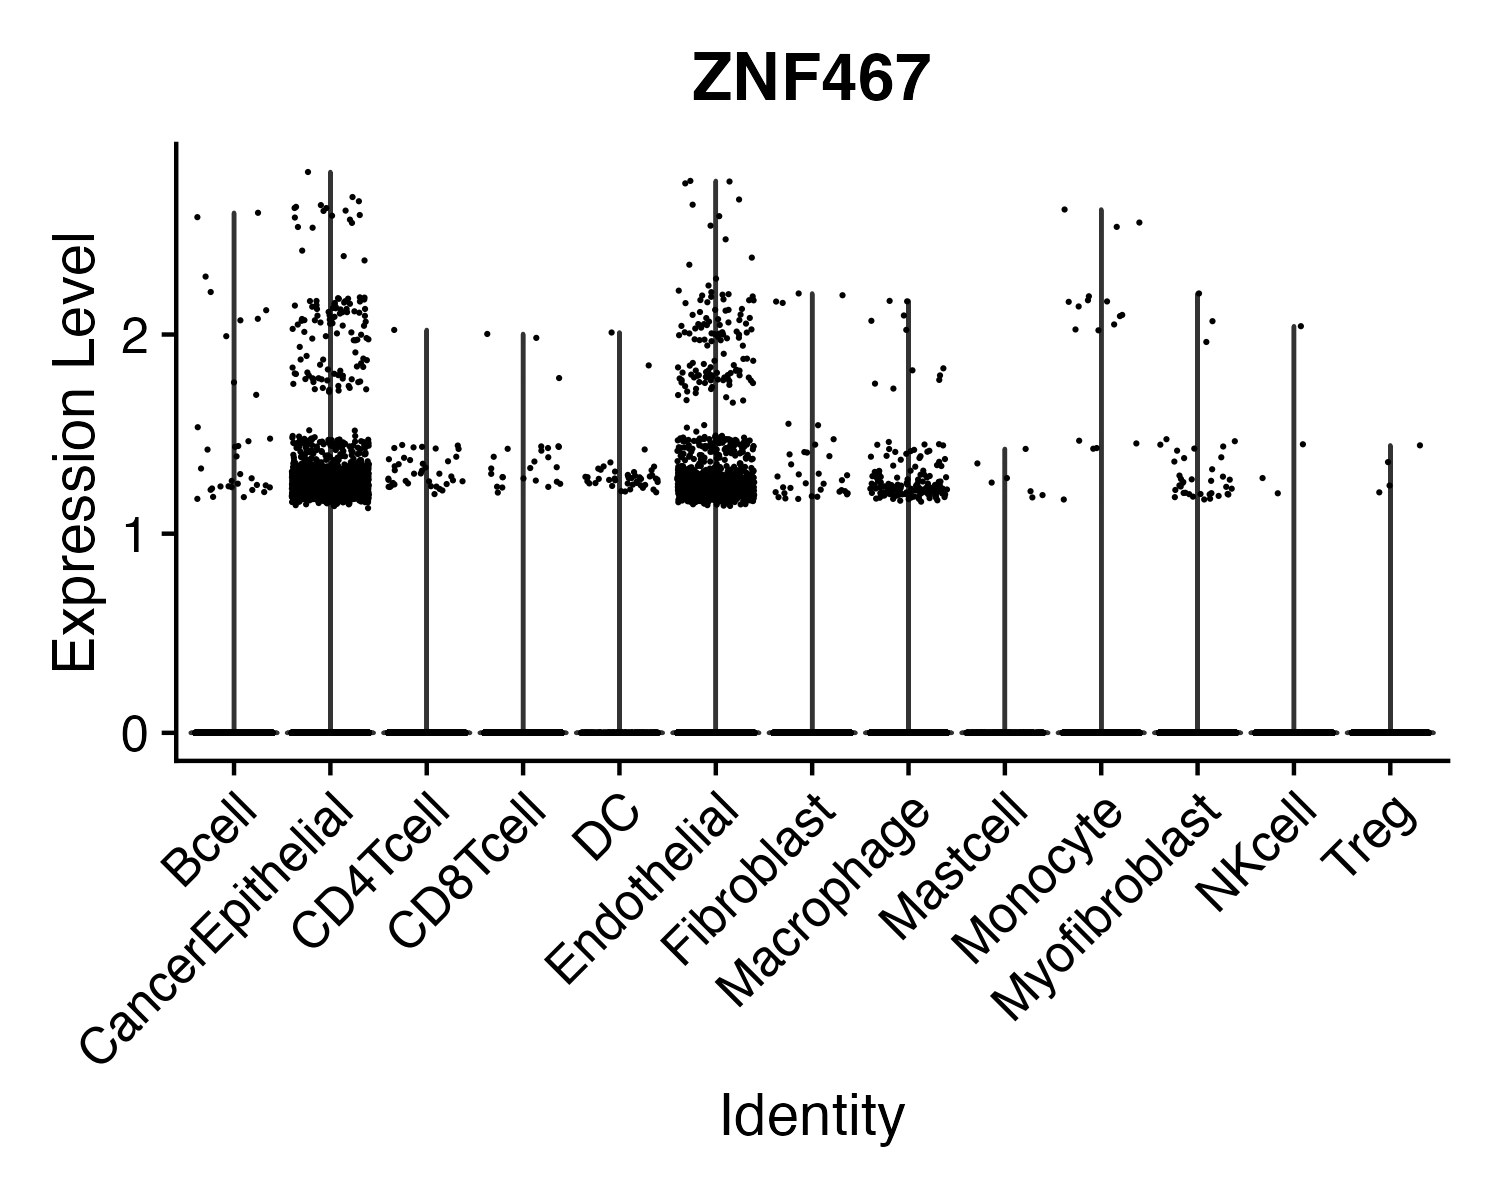 ZNF467
Expression Level
2
1
0
Bcell
CancerEpithelial
CD4Tcell
CD8Tcell
DC
Endothelial
Fibroblast
Macrophage
Mastcell
Monocyte
Myofibroblast
NKcell
Treg
Identity